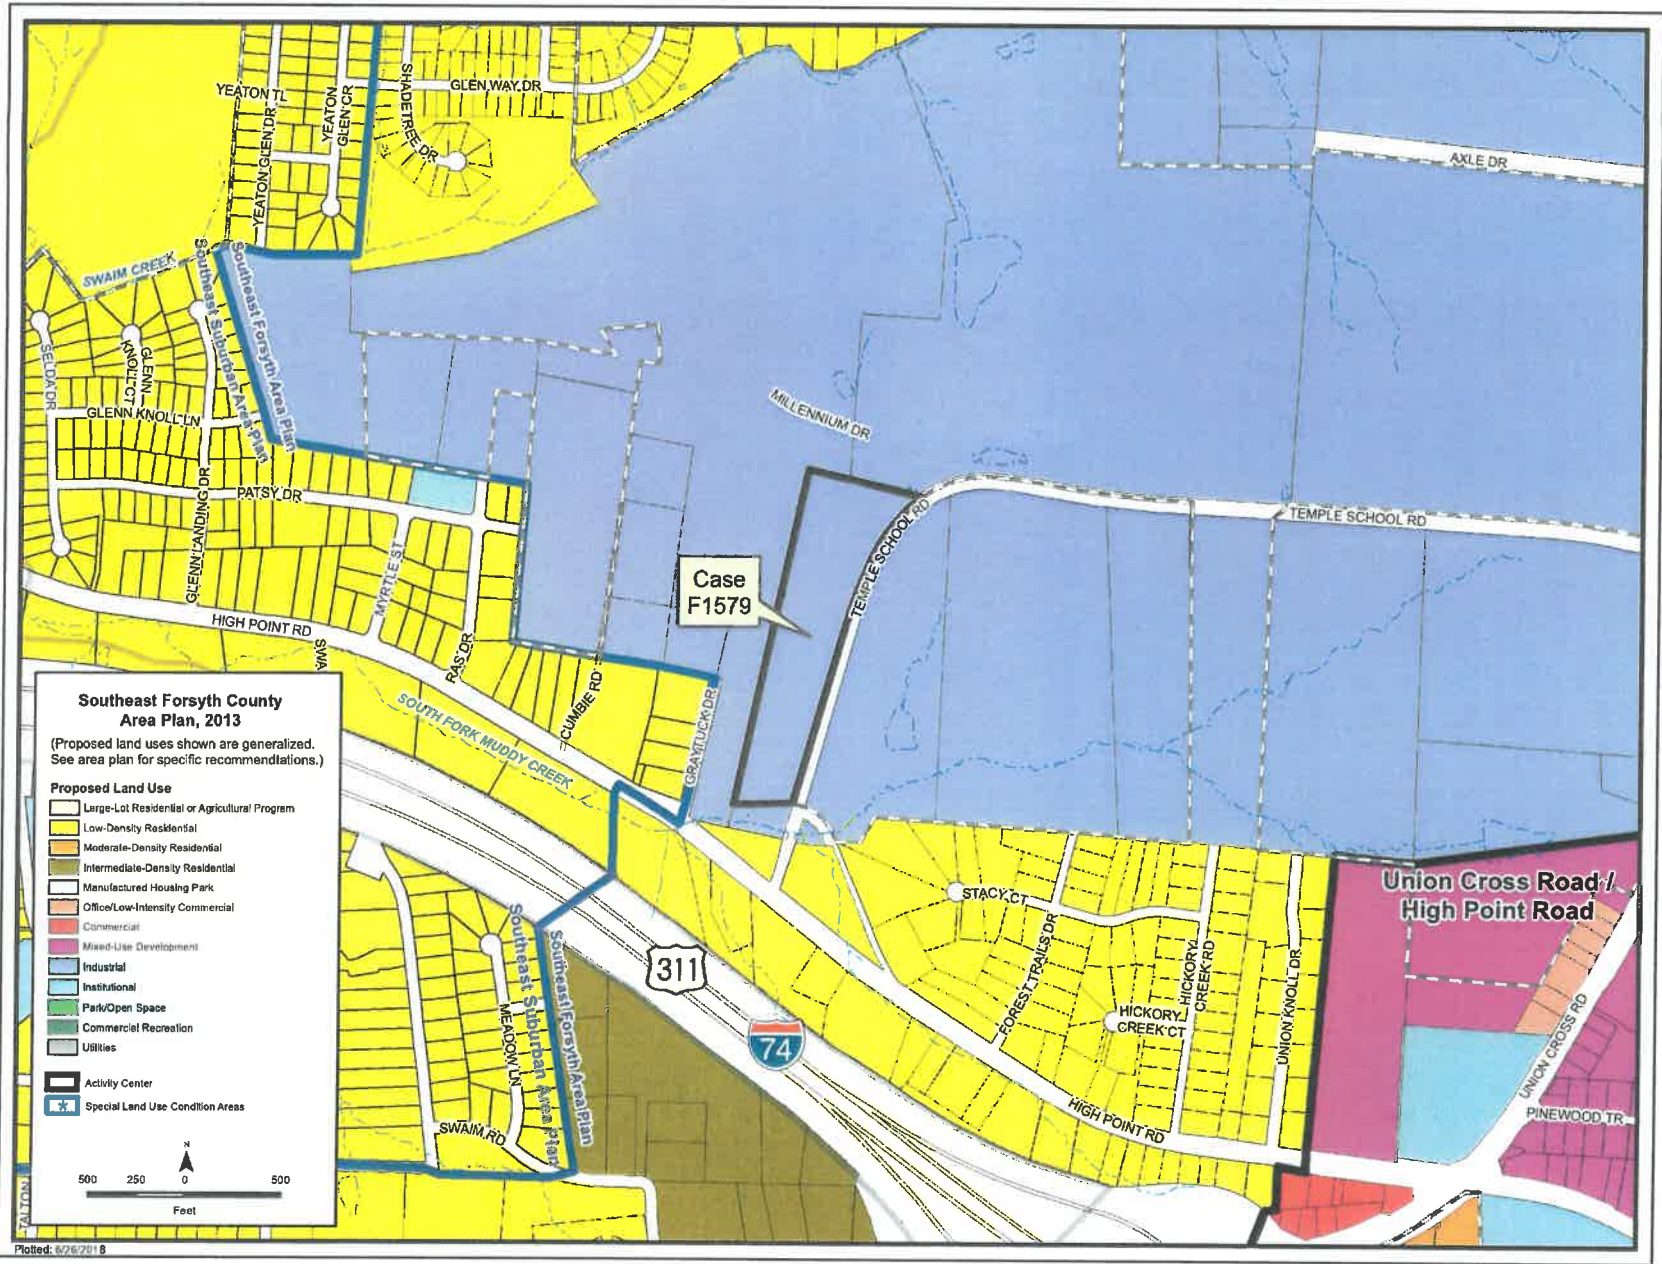 YEATON TL
YEATON GLEN DR
YEATON
GLEN CR
SHADETREE DR
GLEN WAY DR
AXLE DR
SWAIM CREEK
Southeast Suburban Area Plan
Southeast Forsyth Area Plan
SELDA DR
GLENN
KNOLL CT
GLENN KNOLL LN
GLENN LANDING DR
PATSY DR
MYRTLE ST
RAS DR
HIGH POINT RD
SWA
MILLENNIUM DR
TEMPLE SCHOOL RD
TEMPLE SCHOOL RD
Case
F1579
CUMBIE RD
GRAYTUCK DR
SOUTH FORK MUDDY CREEK
Southeast Forsyth County
Area Plan, 2013
(Proposed land uses shown are generalized.
See area plan for specific recommendations.)
Proposed Land Use
Large-Lot Residential or Agricultural Program
Low-Density Residential
Moderate-Density Residential
Intermediate-Density Residential
Manufactured Housing Park
Office/Low-Intensity Commercial
Commercial
Mixed-Use Development
Industrial
Institutional
Park/Open Space
Commercial Recreation
Utilities
Activity Center
Special Land Use Condition Areas
N
500 250 0 500
Feet
TALTON
311
74
Southeast Suburban Area Plan
Southeast Forsyth Area Plan
MEADOW LN
SWAIM RD
STACY CT
FOREST TRAILS DR
HICKORY
CREEK RD
HICKORY
CREEK CT
UNION KNOLL DR
HIGH POINT RD
Union Cross Road /
High Point Road
UNION CROSS RD
PINEWOOD TR
Plotted: 6/26/2018